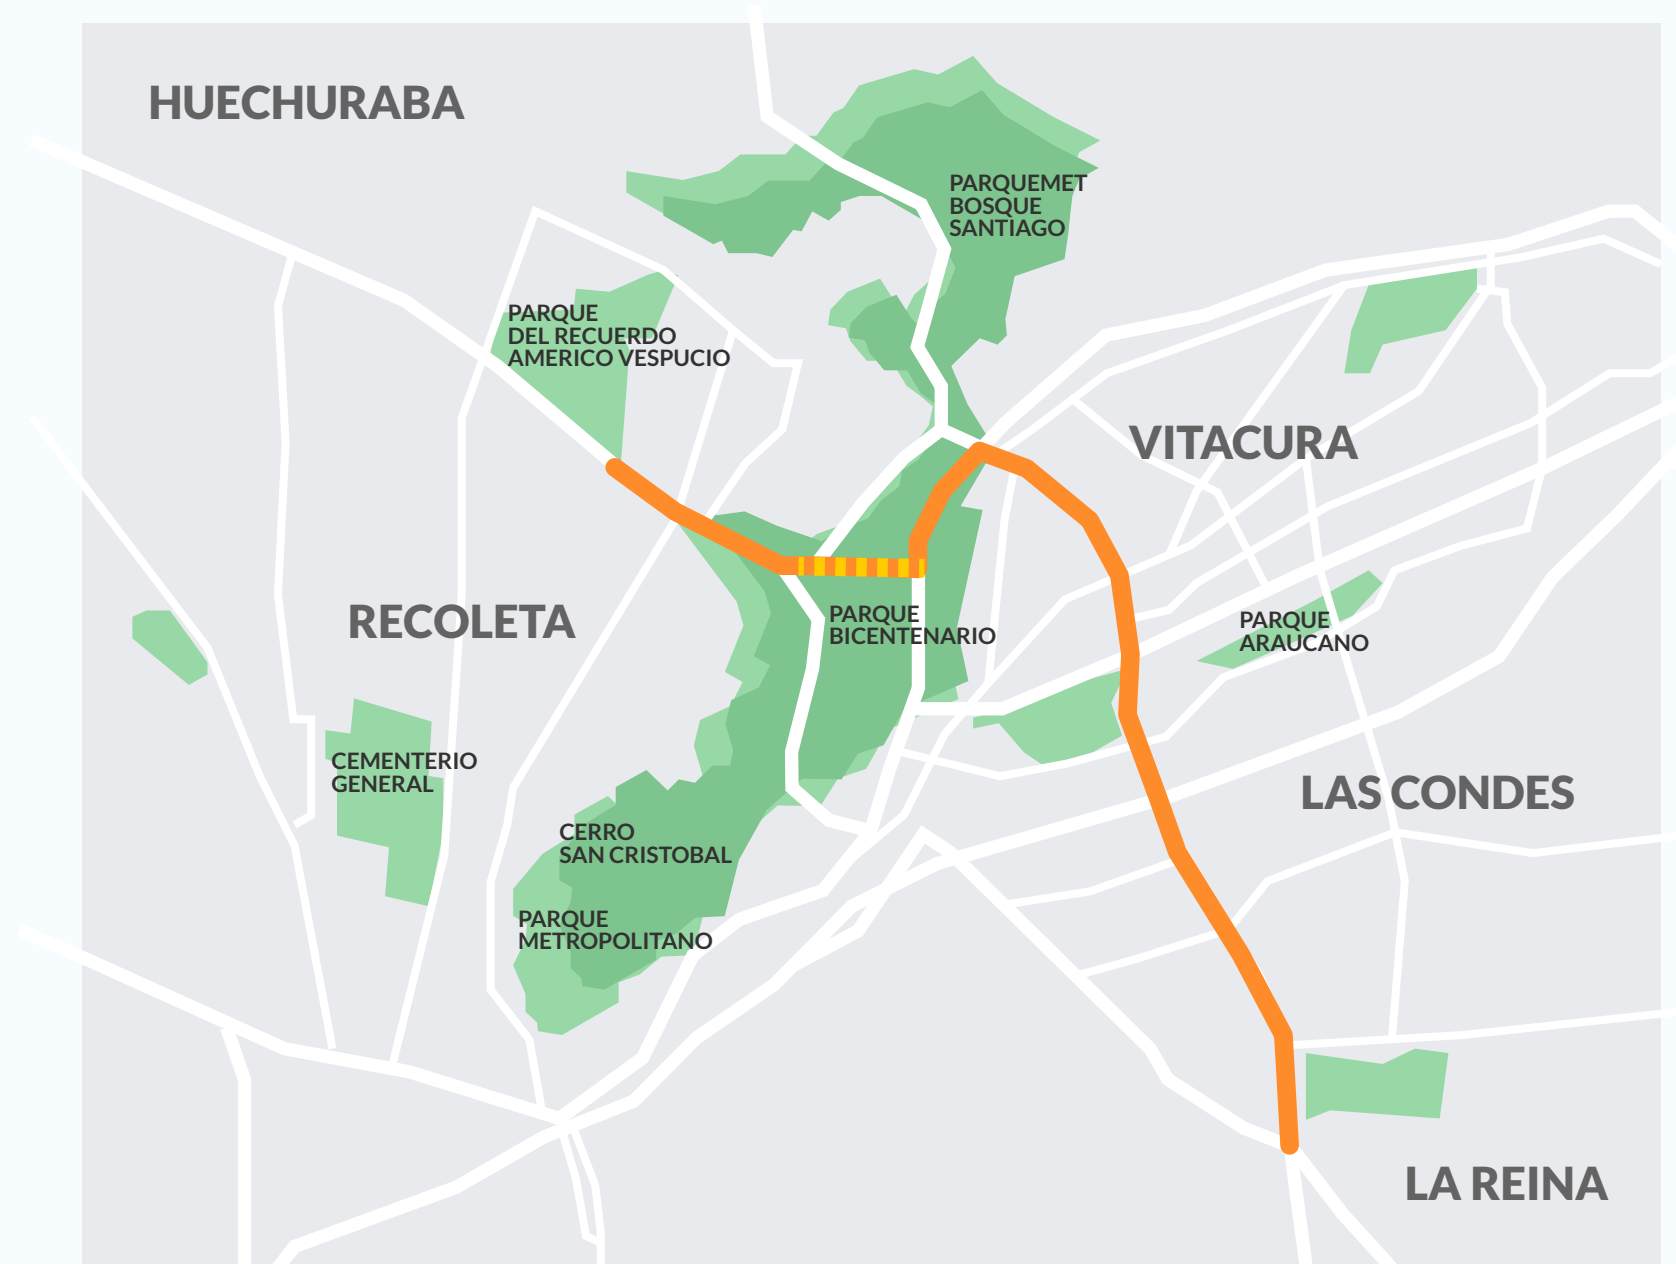 HUECHURABA
PARQUEMET
BOSQUE
SANTIAGO
PARQUE
DEL RECUERDO
AMERICO VESPUCIO
VITACURA
RECOLETA
PARQUE
BICENTENARIO
PARQUE
ARAUCANO
CEMENTERIO
GENERAL
LAS CONDES
CERRO
SAN CRISTOBAL
PARQUE
METROPOLITANO
LA REINA